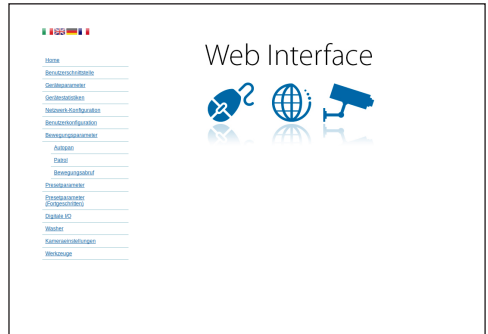 Web Interface
Home
Benutzerschnittstelle
Geräteparameter
Gerätestatistiken
Netzwerk-Konfiguration
Benutzerkonfiguration
Bewegungsparameter
Autopan
Patrol
Bewegungsabruf
Presetparameter
Presetparameter
(Fortgeschritten)
Digitale I/O
Washer
Kameraeinstellungen
Werkzeuge